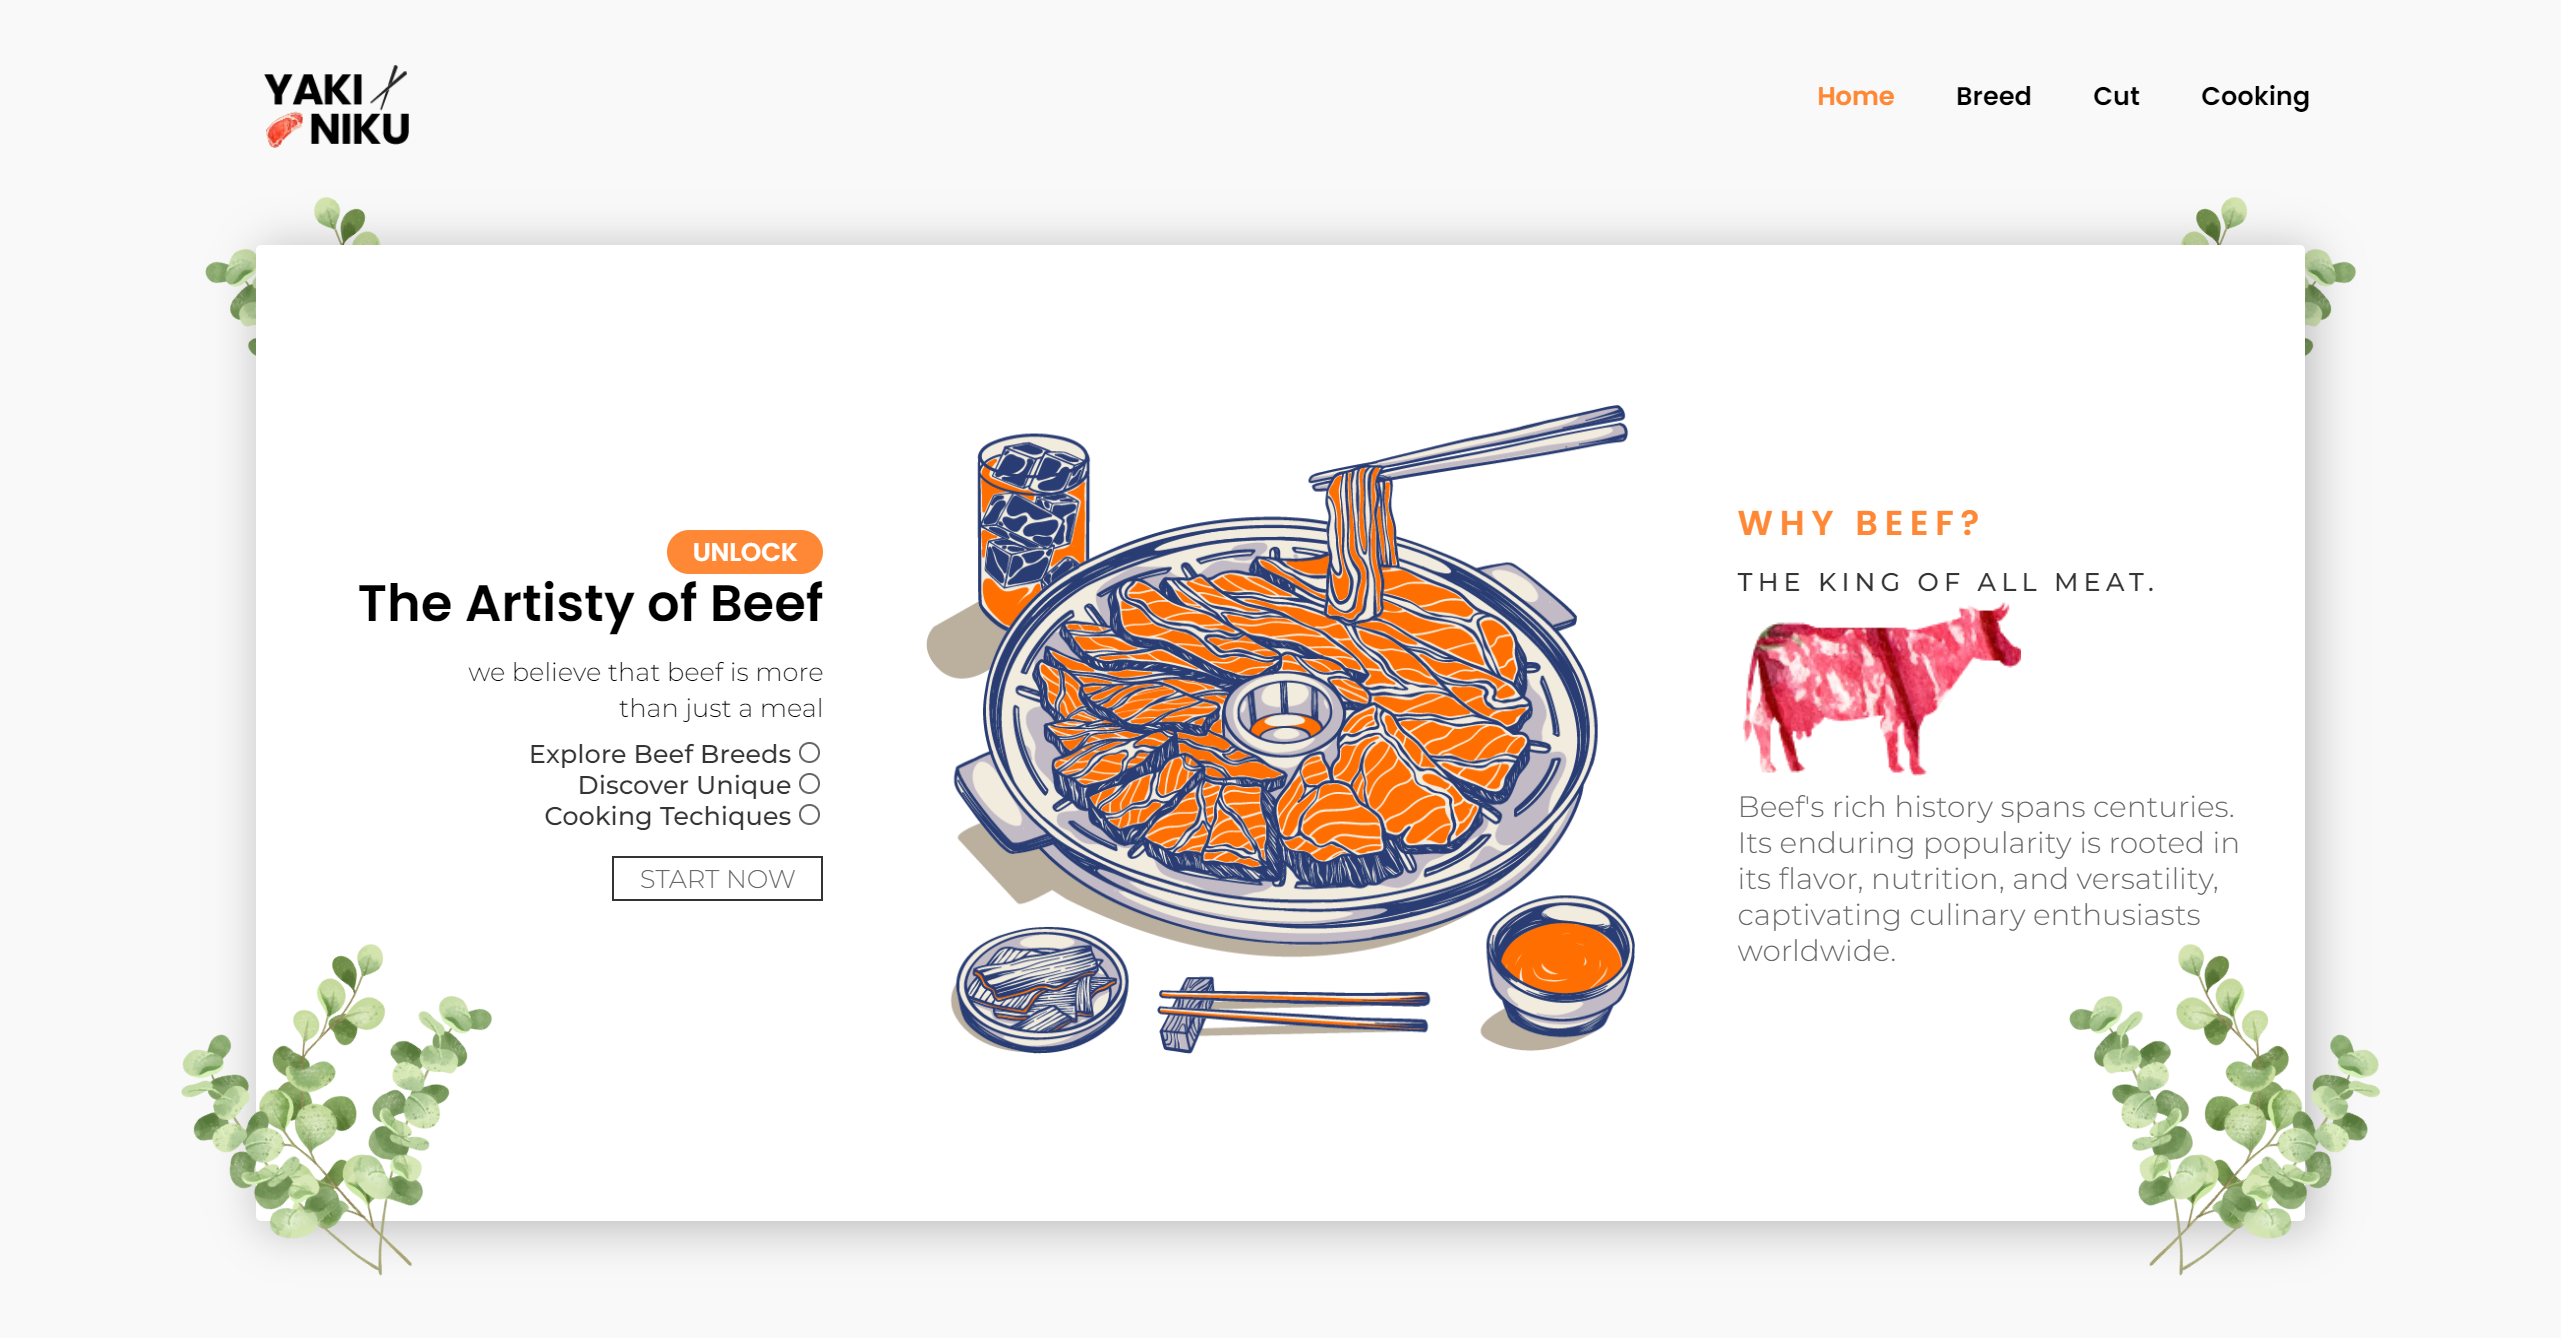 YAKI
NIKU
Home Breed Cut Cooking
UNLOCK
The Artisty of Beef
we believe that beef is more
than just a meal
Explore Beef Breeds
Discover Unique
Cooking Techiques
START NOW
WHY BEEF?
THE KING OF ALL MEAT.
Beef's rich history spans centuries.
Its enduring popularity is rooted in
its flavor, nutrition, and versatility,
captivating culinary enthusiasts
worldwide.